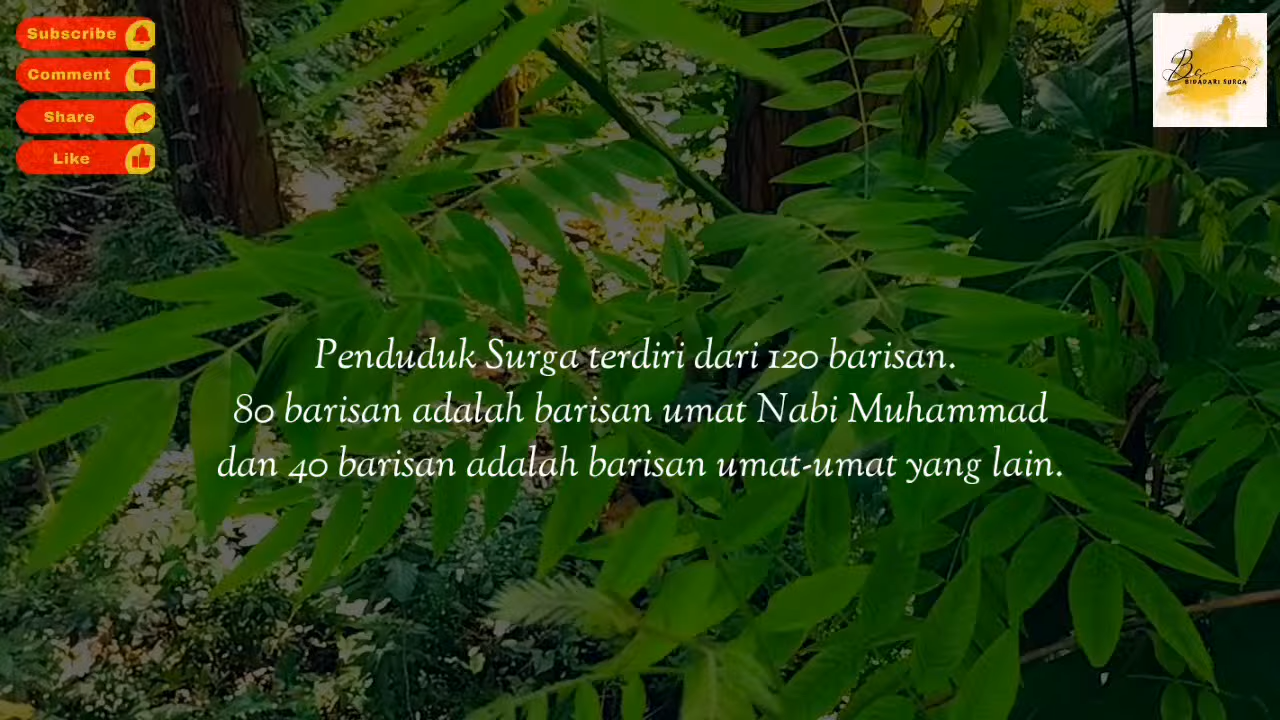 Subscribe
Comment
Share
Like
Bs
BIDADARI SURGA
Penduduk Surga terdiri dari 120 barisan.
80 barisan adalah barisan umat Nabi Muhammad
dan 40 barisan adalah barisan umat-umat yang lain.